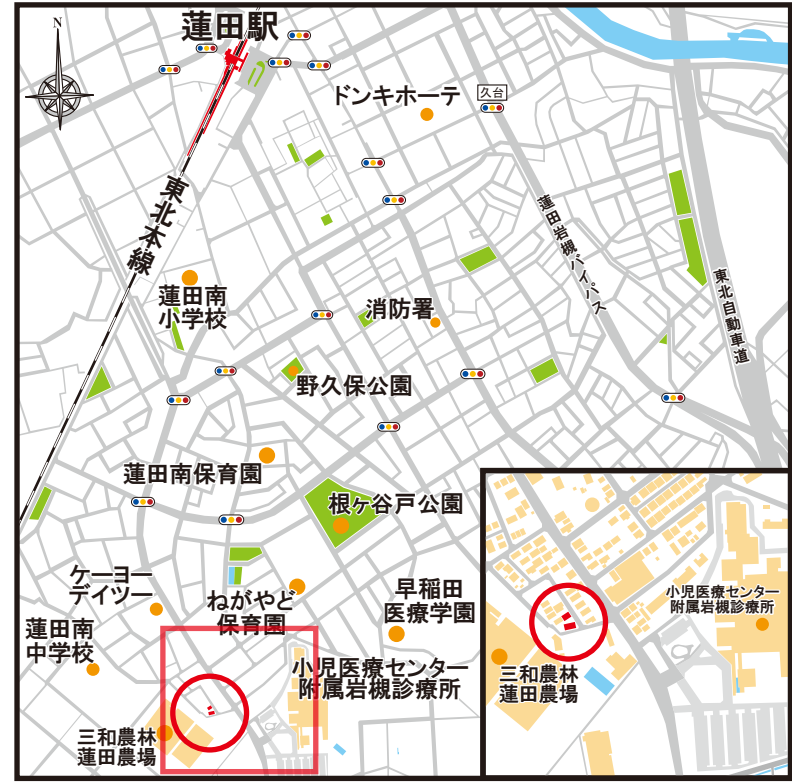 N
蓮田駅
ドンキホーテ
久台
東北本線
蓮田岩槻バイパス
東北自動車道
蓮田南
小学校
消防署
野久保公園
蓮田南保育園
根ヶ谷戸公園
ケーヨー
デイツー
ねがやど
保育園
早稲田
医療学園
蓮田南
中学校
小児医療センター
附属岩槻診療所
三和農林
蓮田農場
小児医療センター
附属岩槻診療所
三和農林
蓮田農場